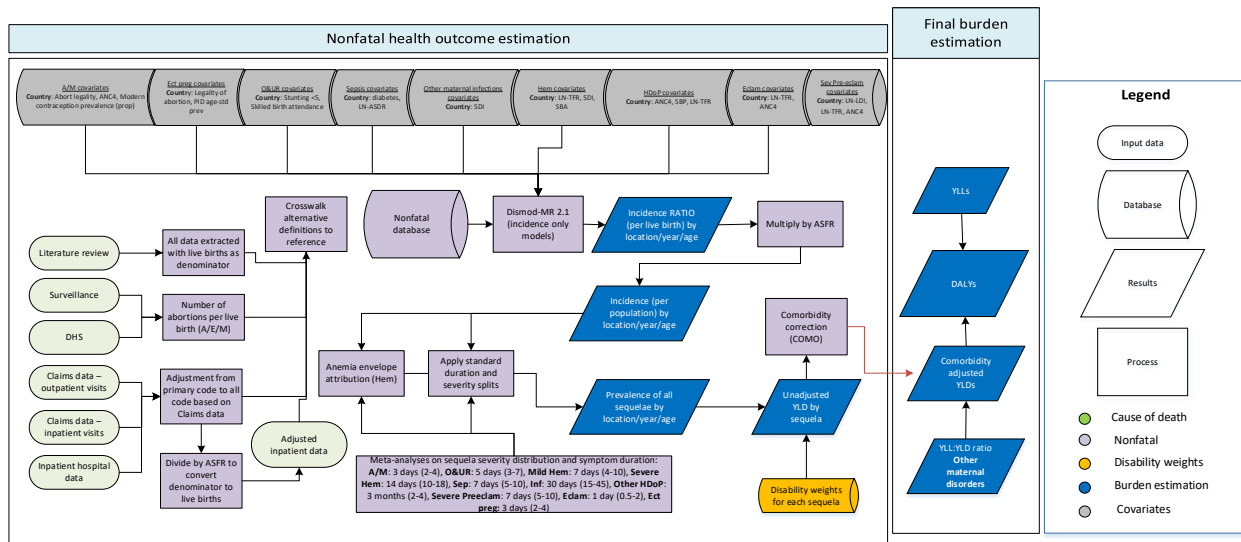 Nonfatal health outcome estimation
Final burden
estimation
A/M covariates
Country: Abort legality, ANC4, Modern
contraception prevalence (prop)
Ect preg covariates
Country: Legality of
abortion, PID age-std
prev
O&UR covariates
Country: Stunting <5,
Skilled birth attendance
Sepsis covariates
Country: diabetes,
LN-ASDR
Other maternal infections
covariates
Country: SDI
Hem covariates
Country: LN-TFR, SDI,
SBA
HDoP covariates
Country: ANC4, SBP, LN-TFR
Eclam covariates
Country: LN-TFR,
ANC4
Sev Pre-eclam
covariates
Country: LN-LDI,
LN-TFR, ANC4
Crosswalk
alternative
definitions to
reference
Nonfatal
database
Dismod-MR 2.1
(incidence only
models)
Incidence RATIO
(per live birth) by
location/year/age
Multiply by ASFR
Literature review
All data extracted
with live births as
denominator
Surveillance
DHS
Number of
abortions per
live birth (A/E/M)
Incidence (per
population) by
location/year/age
Claims data –
outpatient visits
Claims data –
inpatient visits
Inpatient hospital
data
Adjustment from
primary code to all
code based on
Claims data
Divide by ASFR to
convert
denominator to
live births
Adjusted
inpatient data
Anemia envelope
attribution (Hem)
Apply standard
duration and
severity splits
Prevalence of all
sequelae by
location/year/age
Comorbidity
correction
(COMO)
Unadjusted
YLD by
sequela
Disability weights
for each sequela
Meta-analyses on sequela severity distribution and symptom duration:
A/M: 3 days (2-4), O&UR: 5 days (3-7), Mild Hem: 7 days (4-10), Severe
Hem: 14 days (10-18), Sep: 7 days (5-10), Inf: 30 days (15-45), Other HDoP:
3 months (2-4), Severe Preeclam: 7 days (5-10), Eclam: 1 day (0.5-2), Ect
preg: 3 days (2-4)
YLLs
DALYs
Comorbidity
adjusted
YLDs
YLL:YLD ratio
Other
maternal
disorders
Legend
Input data
Database
Results
Process
Cause of death
Nonfatal
Disability weights
Burden estimation
Covariates